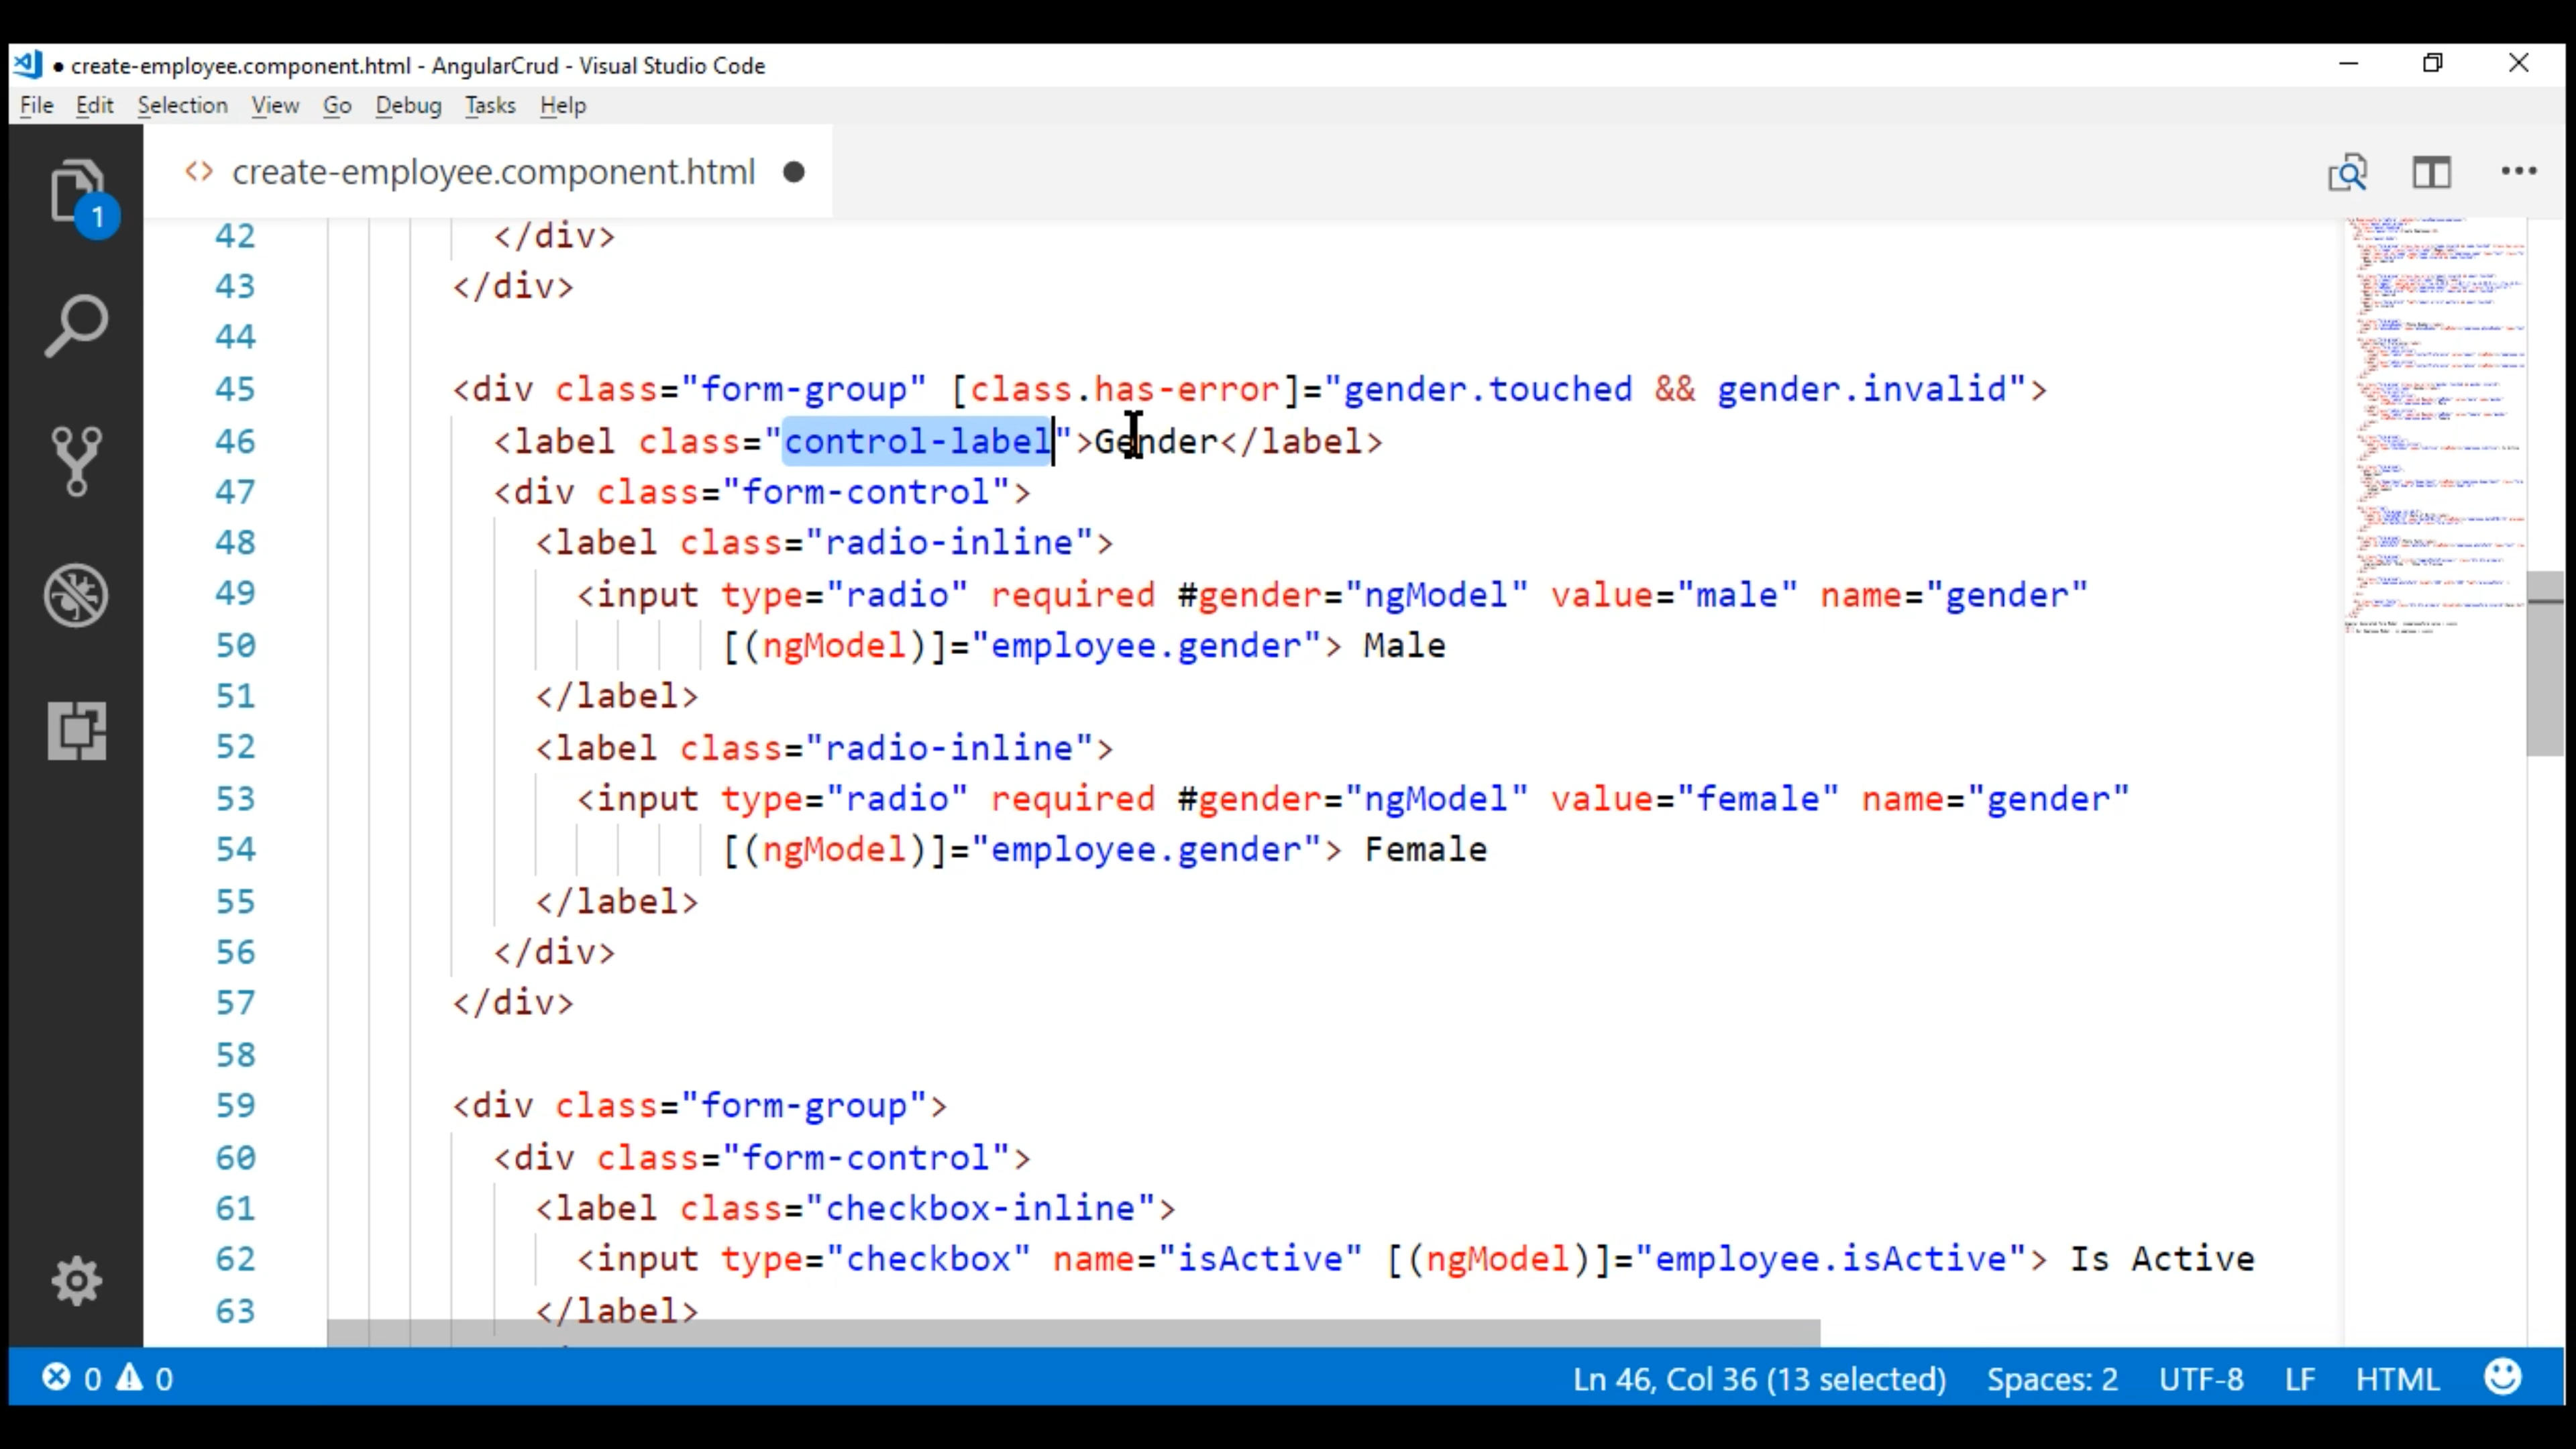 ● create-employee.component.html - AngularCrud - Visual Studio Code
File Edit Selection View Go Debug Tasks Help
<> create-employee.component.html ●
1
42 </div>
43 </div>
44
45 <div class="form-group" [class.has-error]="gender.touched && gender.invalid">
46 <label class="control-label">Gender</label>
47 <div class="form-control">
48 <label class="radio-inline">
49 <input type="radio" required #gender="ngModel" value="male" name="gender"
50 [(ngModel)]="employee.gender"> Male
51 </label>
52 <label class="radio-inline">
53 <input type="radio" required #gender="ngModel" value="female" name="gender"
54 [(ngModel)]="employee.gender"> Female
55 </label>
56 </div>
57 </div>
58
59 <div class="form-group">
60 <div class="form-control">
61 <label class="checkbox-inline">
62 <input type="checkbox" name="isActive" [(ngModel)]="employee.isActive"> Is Active
63 </label>
0 0 Ln 46, Col 36 (13 selected) Spaces: 2 UTF-8 LF HTML